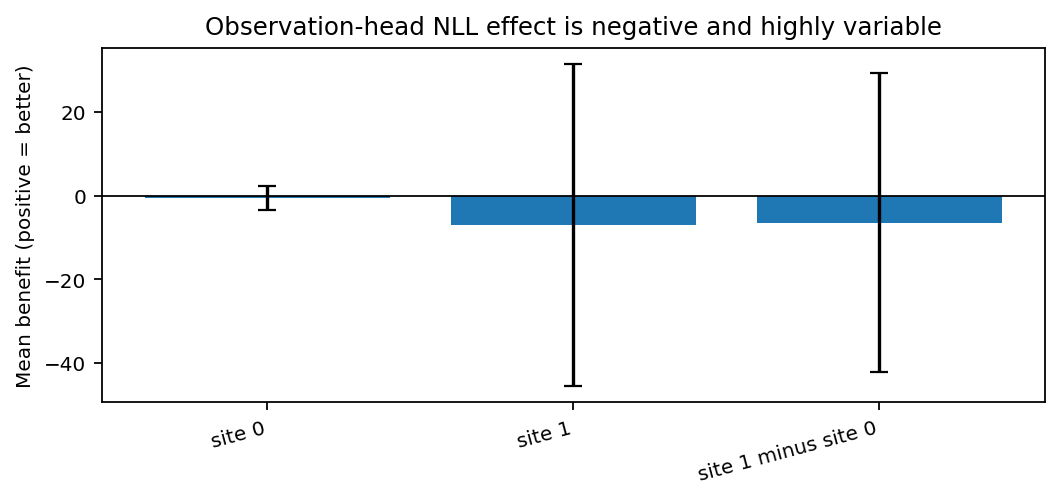 Observation-head NLL effect is negative and highly variable
Mean benefit (positive = better)
20
0
−20
−40
site 0
site 1
site 1 minus site 0